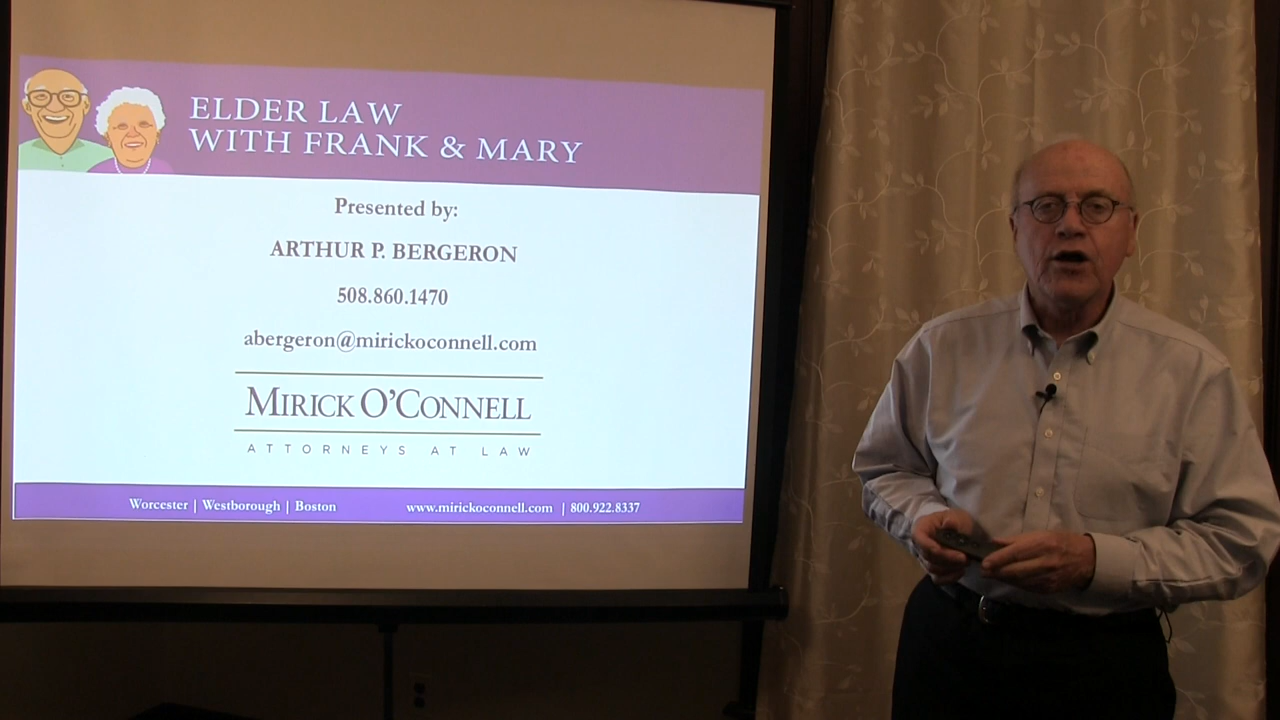 ELDER LAW
WITH FRANK & MARY
Presented by:
ARTHUR P. BERGERON
508.860.1470
abergeron@mirickoconnell.com
MIRICK O'CONNELL
ATTORNEYS AT LAW
Worcester | Westborough | Boston www.mirickoconnell.com | 800.922.8337